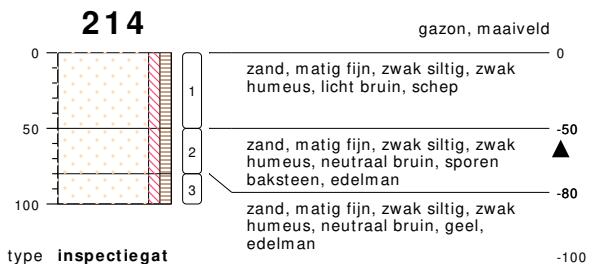 214
gazon, maaiveld
0
0
zand, matig fijn, zwak siltig, zwak
humeus, licht bruin, schep
1
50
-50
zand, matig fijn, zwak siltig, zwak
humeus, neutraal bruin, sporen
baksteen, edelman
2
-80
3
zand, matig fijn, zwak siltig, zwak
humeus, neutraal bruin, geel,
edelman
100
type inspectiegat
-100